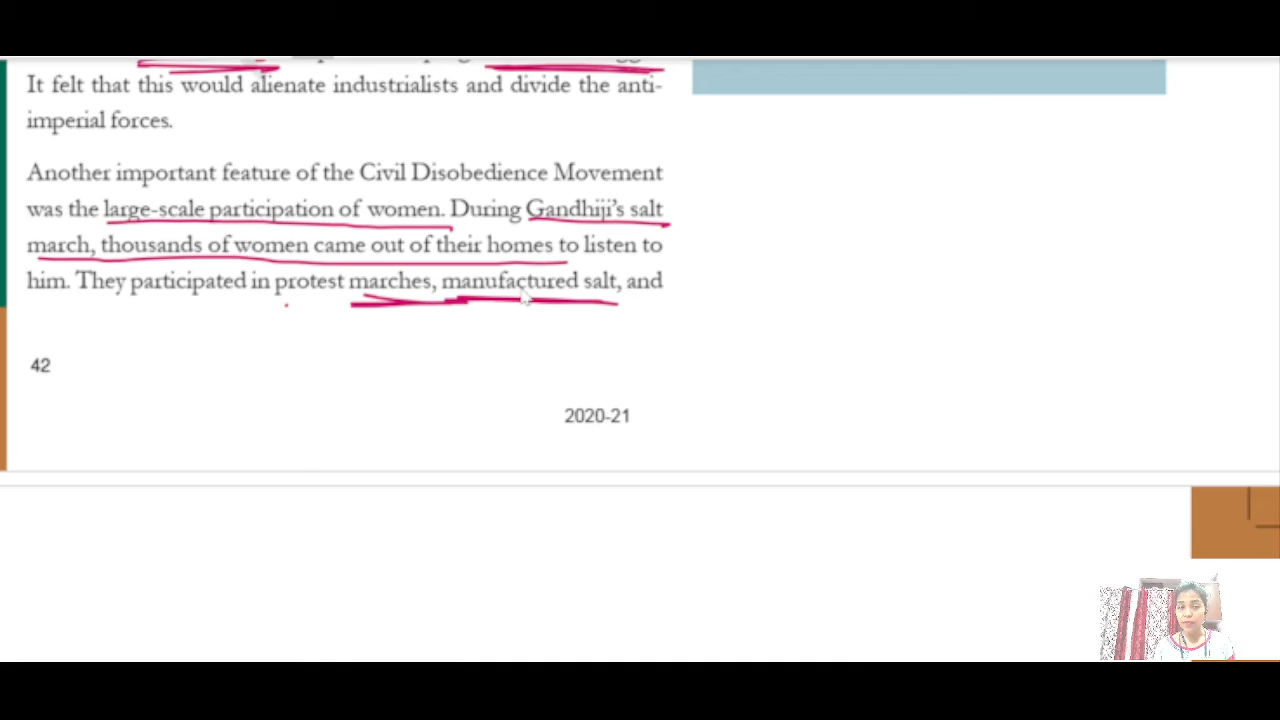 It felt that this would alienate industrialists and divide the anti-
imperial forces.
Another important feature of the Civil Disobedience Movement
was the large-scale participation of women. During Gandhiji's salt
march, thousands of women came out of their homes to listen to
him. They participated in protest marches, manufactured salt, and
42
2020-21